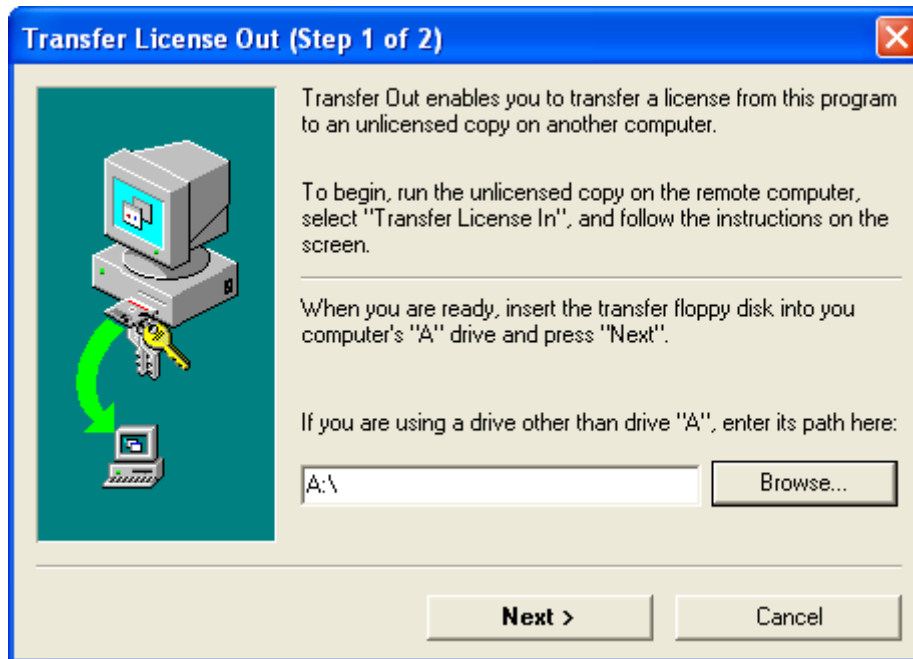 Transfer License Out (Step 1 of 2)
Transfer Out enables you to transfer a license from this program
to an unlicensed copy on another computer.
To begin, run the unlicensed copy on the remote computer,
select "Transfer License In", and follow the instructions on the
screen.
When you are ready, insert the transfer floppy disk into you
computer's "A" drive and press "Next".
If you are using a drive other than drive "A", enter its path here:
A:\
Browse...
Next >
Cancel